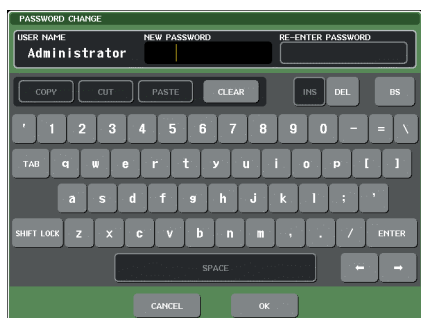 PASSWORD CHANGE
USER NAME NEW PASSWORD RE-ENTER PASSWORD
Administrator
COPY CUT PASTE CLEAR INS DEL BS
' 1 2 3 4 5 6 7 8 9 0 - = \
TAB q w e r t y u i o p [ ]
a s d f g h j k l ; '
SHIFT LOCK z x c v b n m , . / ENTER
SPACE ← →
CANCEL OK